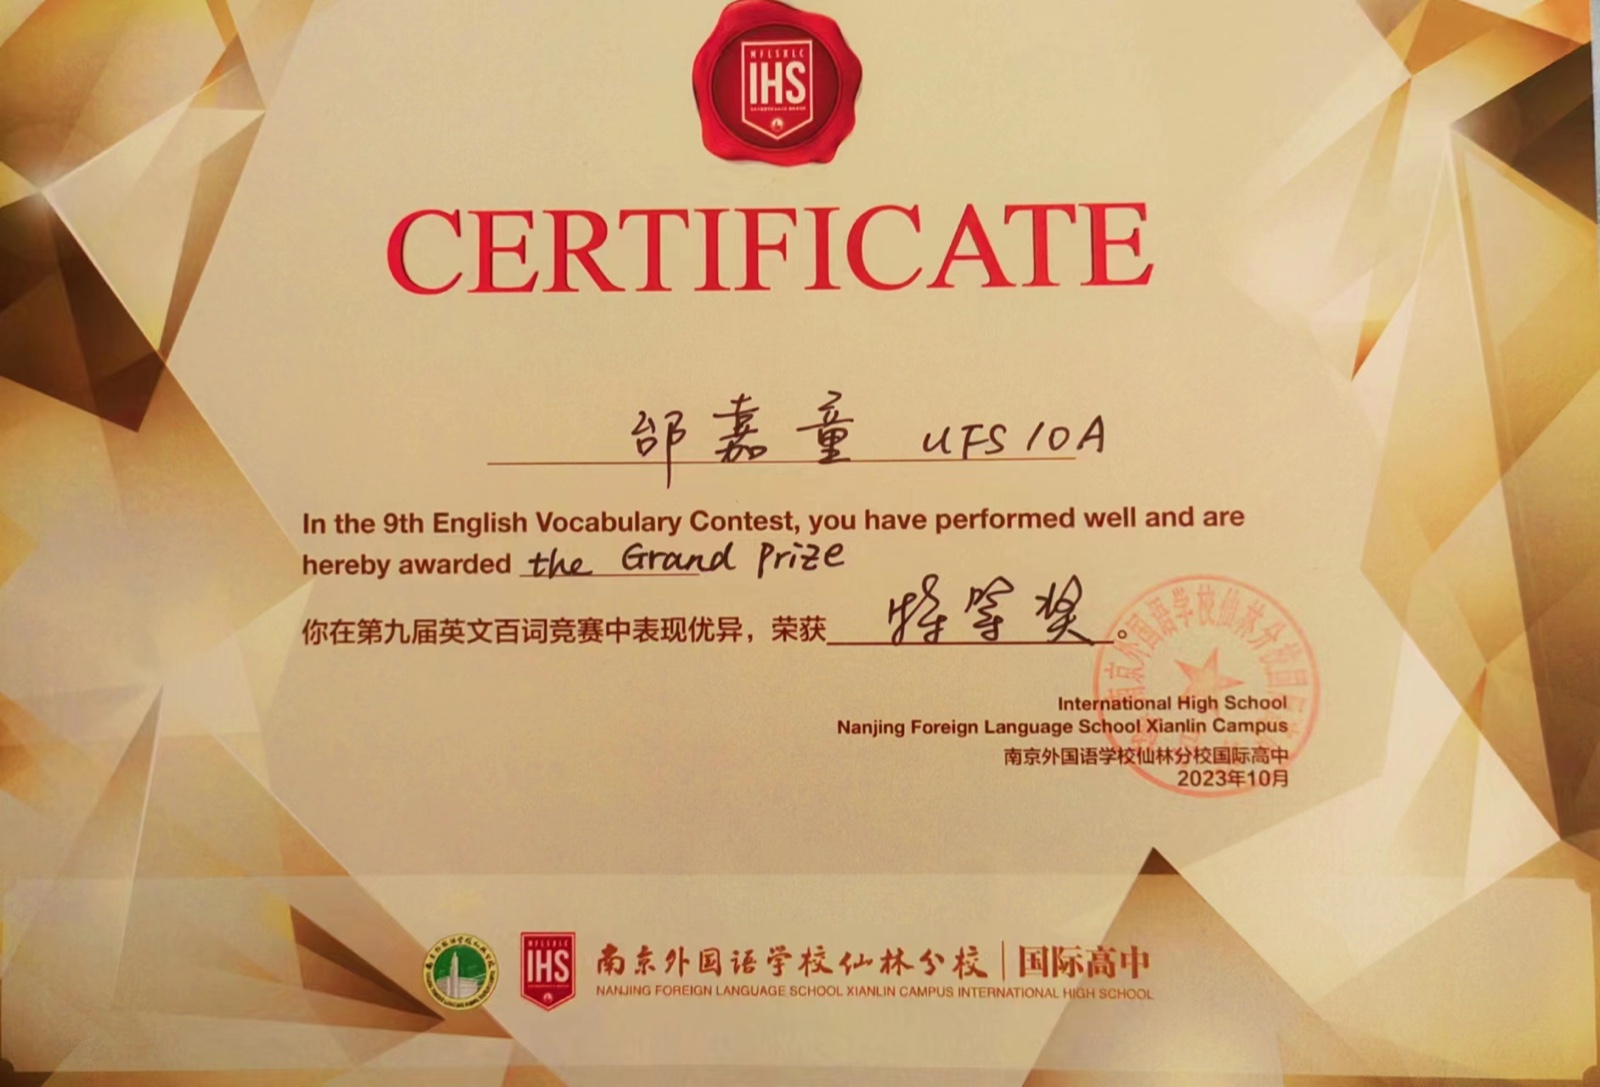 NFLSXLC
IHS
CERTIFICATE
邰嘉童 UFS10A
In the 9th English Vocabulary Contest, you have performed well and are
hereby awarded the Grand Prize
你在第九届英文百词竞赛中表现优异，荣获特等奖。
International High School
Nanjing Foreign Language School Xianlin Campus
南京外国语学校仙林分校国际高中
2023年10月
NFLSXLC
IHS
南京外国语学校仙林分校 国际高中
NANJING FOREIGN LANGUAGE SCHOOL XIANLIN CAMPUS INTERNATIONAL HIGH SCHOOL